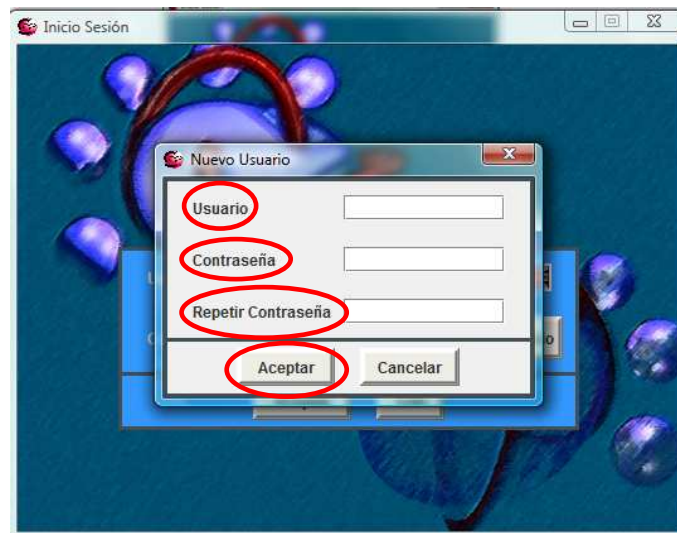 Inicio Sesión
Nuevo Usuario
Usuario
Contraseña
Repetir Contraseña
Aceptar
Cancelar